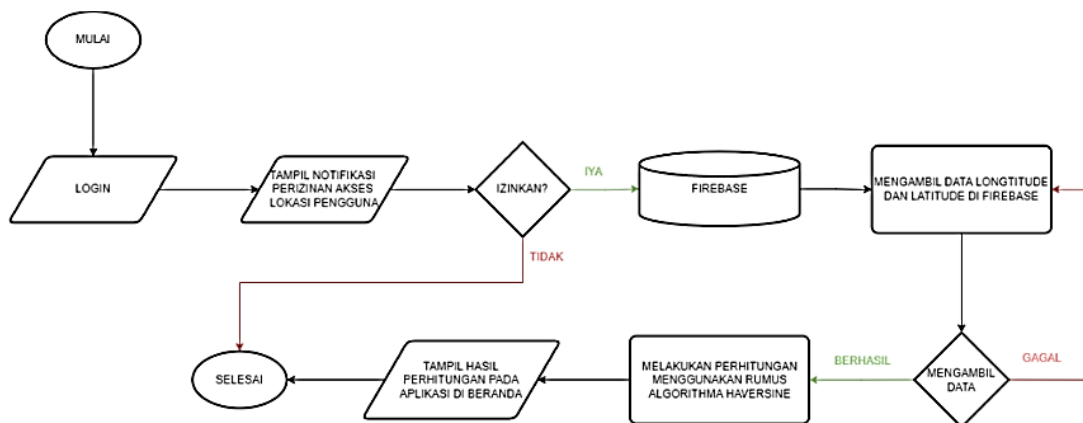 MULAI
LOGIN
TAMPIL NOTIFIKASI
PERIZINAN AKSES
LOKASI PENGGUNA
IZINKAN?
IYA
FIREBASE
MENGAMBIL DATA LONGTITUDE
DAN LATITUDE DI FIREBASE
TIDAK
SELESAI
TAMPIL HASIL
PERHITUNGAN PADA
APLIKASI DI BERANDA
MELAKUKAN PERHITUNGAN
MENGGUNAKAN RUMUS
ALGORITHMA HAVERSINE
BERHASIL
MENGAMBIL
DATA
GAGAL